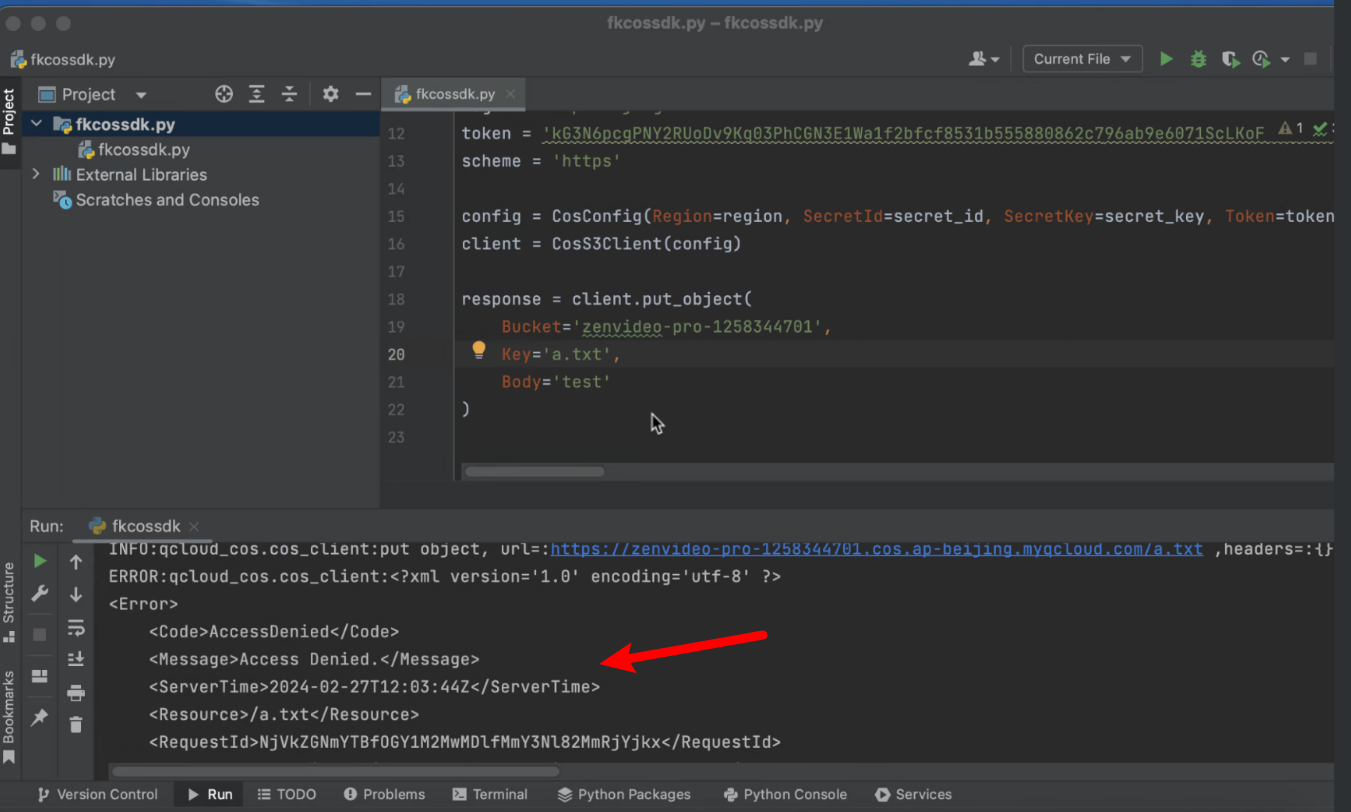 fkcossdk.py – fkcossdk.py
fkcossdk.py
Current File
Project
Project
fkcossdk.py
fkcossdk.py
fkcossdk.py
External Libraries
Scratches and Consoles
12 token = 'kG3N6pcqPNY2RUoDv9Kq03PhCGN3E1Wa1f2bfcf8531b555880862c796ab9e6071ScLKoF 1
13 scheme = 'https'
14
15 config = CosConfig(Region=region, SecretId=secret_id, SecretKey=secret_key, Token=token
16 client = CosS3Client(config)
17
18 response = client.put_object(
19 Bucket='zenvideo-pro-1258344701',
20 Key='a.txt',
21 Body='test'
22 )
23
Run: fkcossdk
INFO:qcloud_cos.cos_client:put object, url=:https://zenvideo-pro-1258344701.cos.ap-beijing.myqcloud.com/a.txt ,headers=:{}
ERROR:qcloud_cos.cos_client:<?xml version='1.0' encoding='utf-8' ?>
<Error>
<Code>AccessDenied</Code>
<Message>Access Denied.</Message>
<ServerTime>2024-02-27T12:03:44Z</ServerTime>
<Resource>/a.txt</Resource>
<RequestId>NjVkZGNmYTBfOGY1M2MwMDlfMmY3Nl82MmRjYjkx</RequestId>
Structure
Bookmarks
Version Control Run TODO Problems Terminal Python Packages Python Console Services